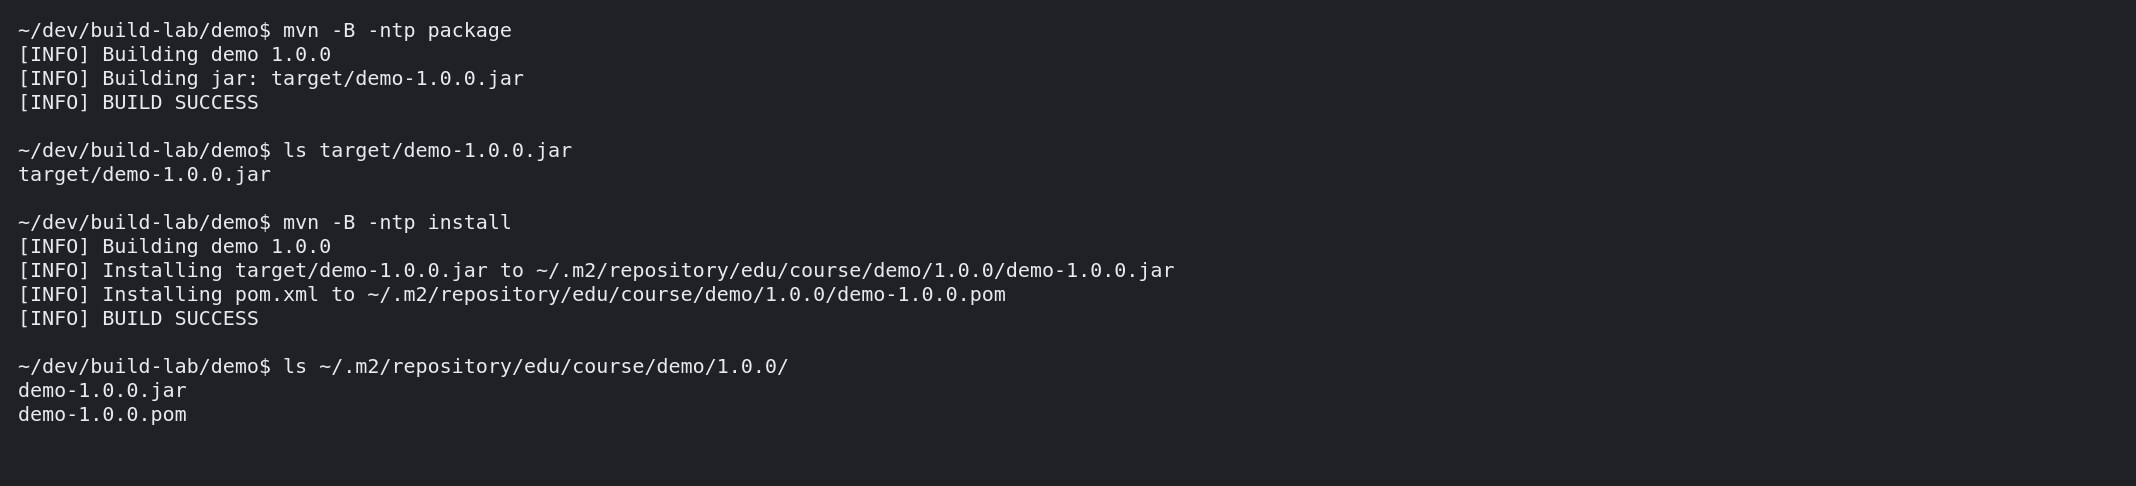 ~/dev/build-lab/demo$ mvn -B -ntp package
[INFO] Building demo 1.0.0
[INFO] Building jar: target/demo-1.0.0.jar
[INFO] BUILD SUCCESS
~/dev/build-lab/demo$ ls target/demo-1.0.0.jar
target/demo-1.0.0.jar
~/dev/build-lab/demo$ mvn -B -ntp install
[INFO] Building demo 1.0.0
[INFO] Installing target/demo-1.0.0.jar to ~/.m2/repository/edu/course/demo/1.0.0/demo-1.0.0.jar
[INFO] Installing pom.xml to ~/.m2/repository/edu/course/demo/1.0.0/demo-1.0.0.pom
[INFO] BUILD SUCCESS
~/dev/build-lab/demo$ ls ~/.m2/repository/edu/course/demo/1.0.0/
demo-1.0.0.jar
demo-1.0.0.pom